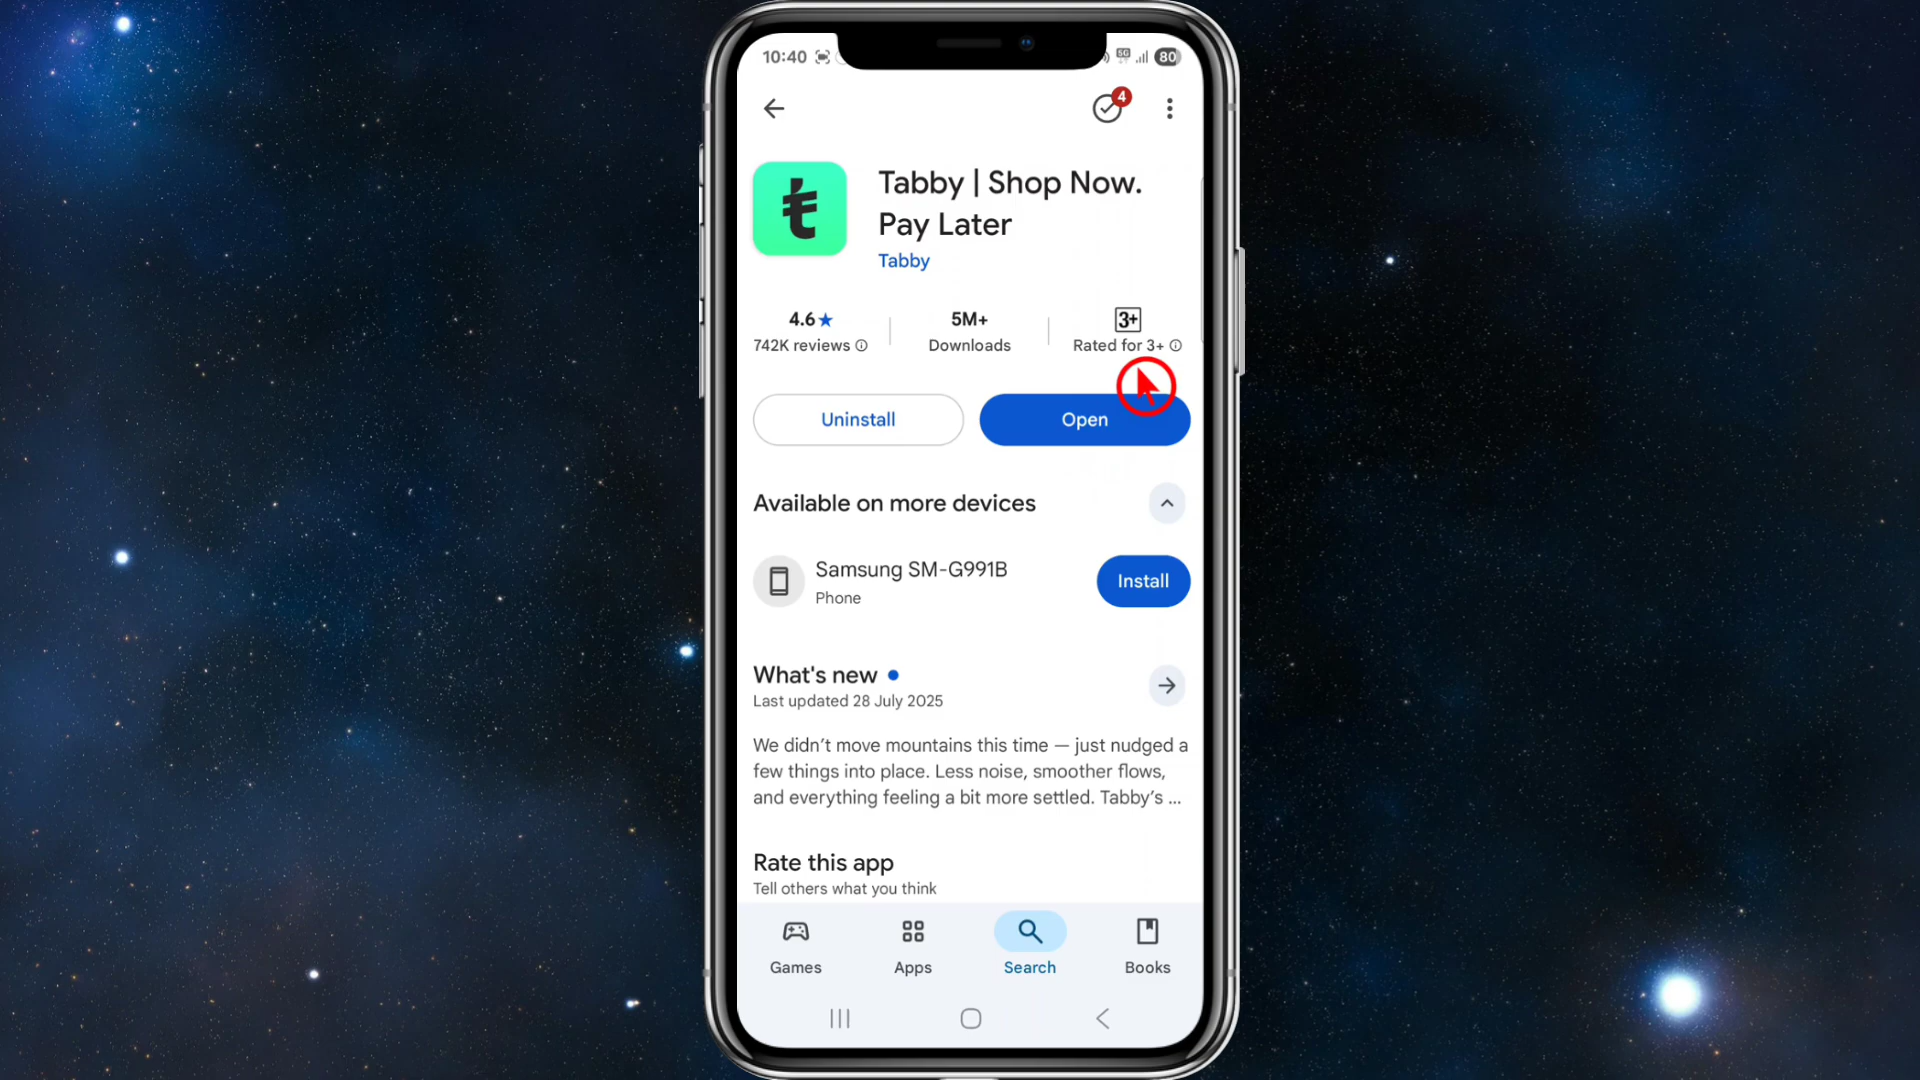 10:40
5G
80
4
Tabby | Shop Now.
Pay Later
Tabby
4.6★
742K reviews
5M+
Downloads
3+
Rated for 3+
Uninstall
Open
Available on more devices
Samsung SM-G991B
Phone
Install
What's new
Last updated 28 July 2025
We didn’t move mountains this time — just nudged a
few things into place. Less noise, smoother flows,
and everything feeling a bit more settled. Tabby’s ...
Rate this app
Tell others what you think
Games
Apps
Search
Books